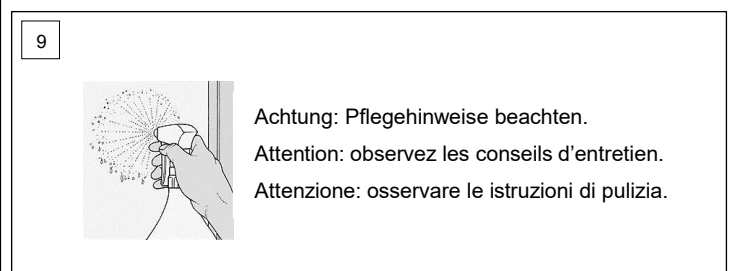 9
Achtung: Pflegehinweise beachten.
Attention: observez les conseils d’entretien.
Attenzione: osservare le istruzioni di pulizia.